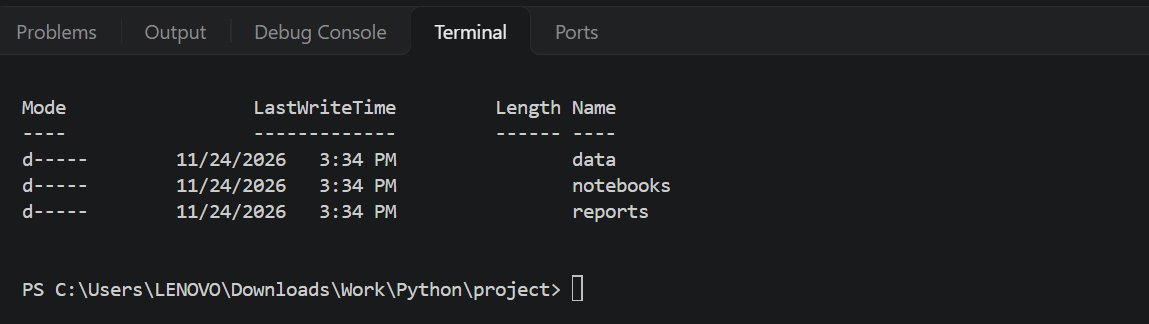 Problems Output Debug Console Terminal Ports
Mode LastWriteTime Length Name
---- ------------- ------ ----
d----- 11/24/2026 3:34 PM data
d----- 11/24/2026 3:34 PM notebooks
d----- 11/24/2026 3:34 PM reports
PS C:\Users\LENOVO\Downloads\Work\Python\project>